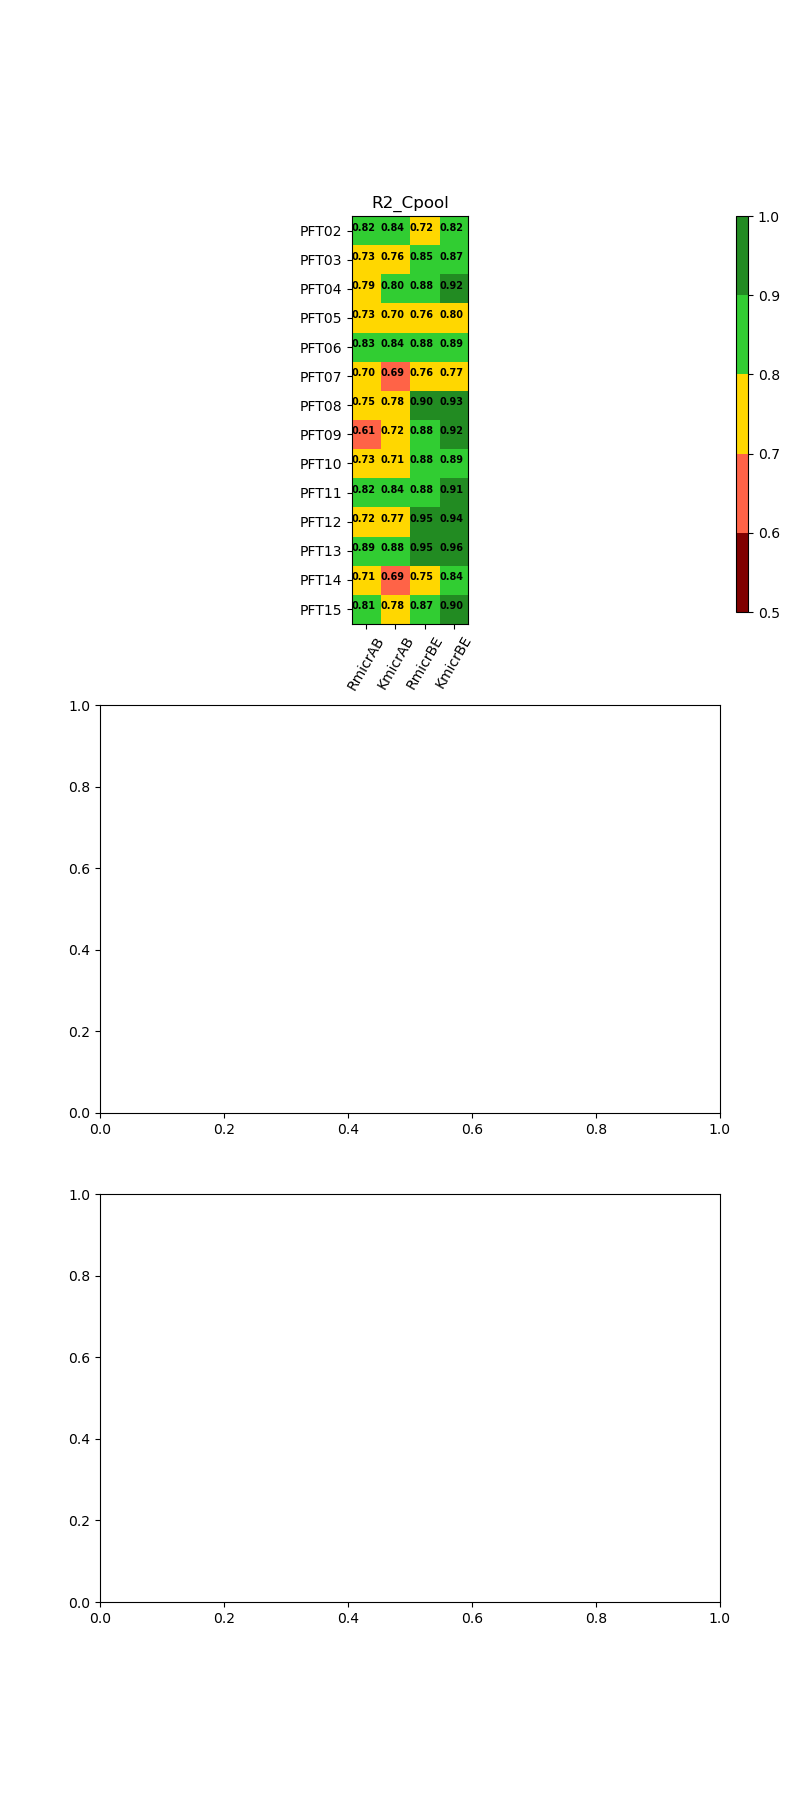 R2_Cpool
PFT02 0.82 0.84 0.72 0.82
PFT03 0.73 0.76 0.85 0.87
PFT04 0.79 0.80 0.88 0.92
PFT05 0.73 0.70 0.76 0.80
PFT06 0.83 0.84 0.88 0.89
PFT07 0.70 0.69 0.76 0.77
PFT08 0.75 0.78 0.90 0.93
PFT09 0.61 0.72 0.88 0.92
PFT10 0.73 0.71 0.88 0.89
PFT11 0.82 0.84 0.88 0.91
PFT12 0.72 0.77 0.95 0.94
PFT13 0.89 0.88 0.95 0.96
PFT14 0.71 0.69 0.75 0.84
PFT15 0.81 0.78 0.87 0.90
RmicrAB KmicrAB RmicrBE KmicrBE
1.0
0.9
0.8
0.7
0.6
0.5
1.0
0.8
0.6
0.4
0.2
0.0
0.0 0.2 0.4 0.6 0.8 1.0
1.0
0.8
0.6
0.4
0.2
0.0
0.0 0.2 0.4 0.6 0.8 1.0